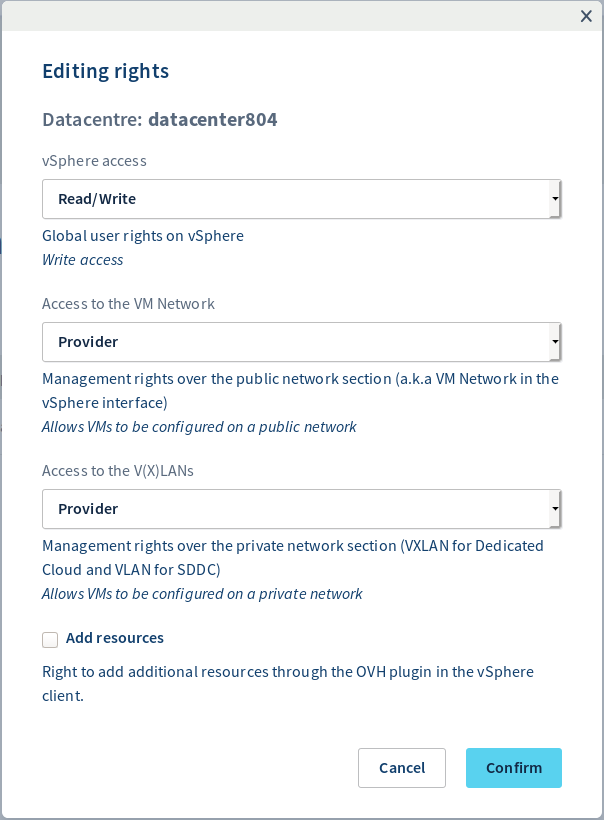 Editing rights
Datacentre: datacenter804
vSphere access
Read/Write
Global user rights on vSphere
Write access
Access to the VM Network
Provider
Management rights over the public network section (a.k.a VM Network in the
vSphere interface)
Allows VMs to be configured on a public network
Access to the V(X)LANs
Provider
Management rights over the private network section (VXLAN for Dedicated
Cloud and VLAN for SDDC)
Allows VMs to be configured on a private network
Add resources
Right to add additional resources through the OVH plugin in the vSphere
client.
Cancel Confirm